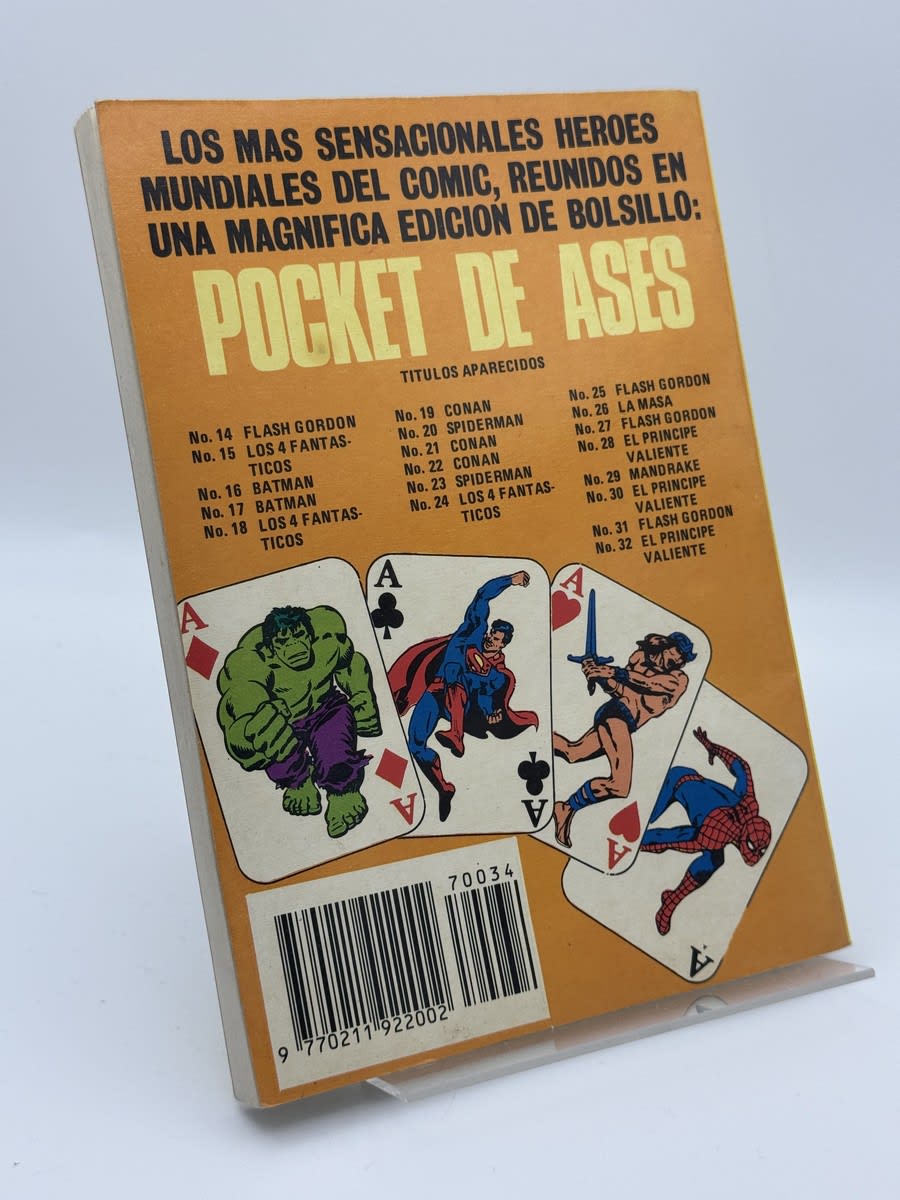 LOS MAS SENSACIONALES HEROES
MUNDIALES DEL COMIC, REUNIDOS EN
UNA MAGNIFICA EDICION DE BOLSILLO:
POCKET DE ASES
TITULOS APARECIDOS
No. 14 FLASH GORDON
No. 15 LOS 4 FANTAS-
TICOS
No. 16 BATMAN
No. 17 BATMAN
No. 18 LOS 4 FANTAS-
TICOS
No. 19 CONAN
No. 20 SPIDERMAN
No. 21 CONAN
No. 22 CONAN
No. 23 SPIDERMAN
No. 24 LOS 4 FANTAS-
TICOS
No. 25 FLASH GORDON
No. 26 LA MASA
No. 27 FLASH GORDON
No. 28 EL PRINCIPE
VALIENTE
No. 29 MANDRAKE
No. 30 EL PRINCIPE
VALIENTE
No. 31 FLASH GORDON
No. 32 EL PRINCIPE
VALIENTE
A
A
A
A
A
A
A
70034
9 770211 922002